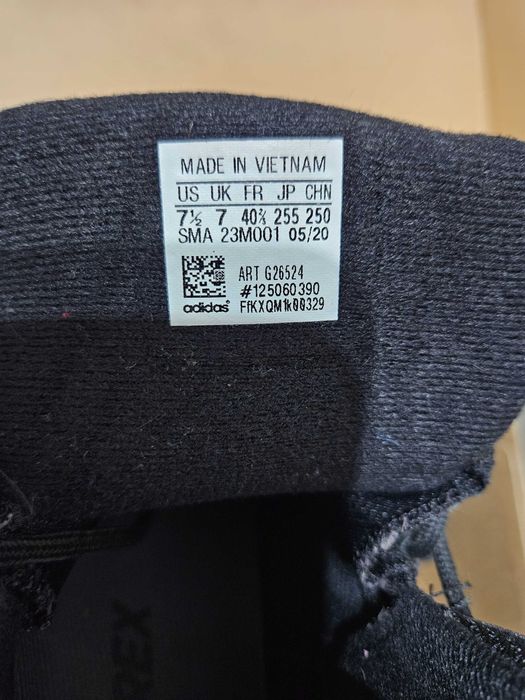 MADE IN VIETNAM
US UK FR JP CHN
7½ 7 40⅔ 255 250
SMA 23M001 05/20
ART G26524
#125060390
adidas FfKXQM1k00329
REX